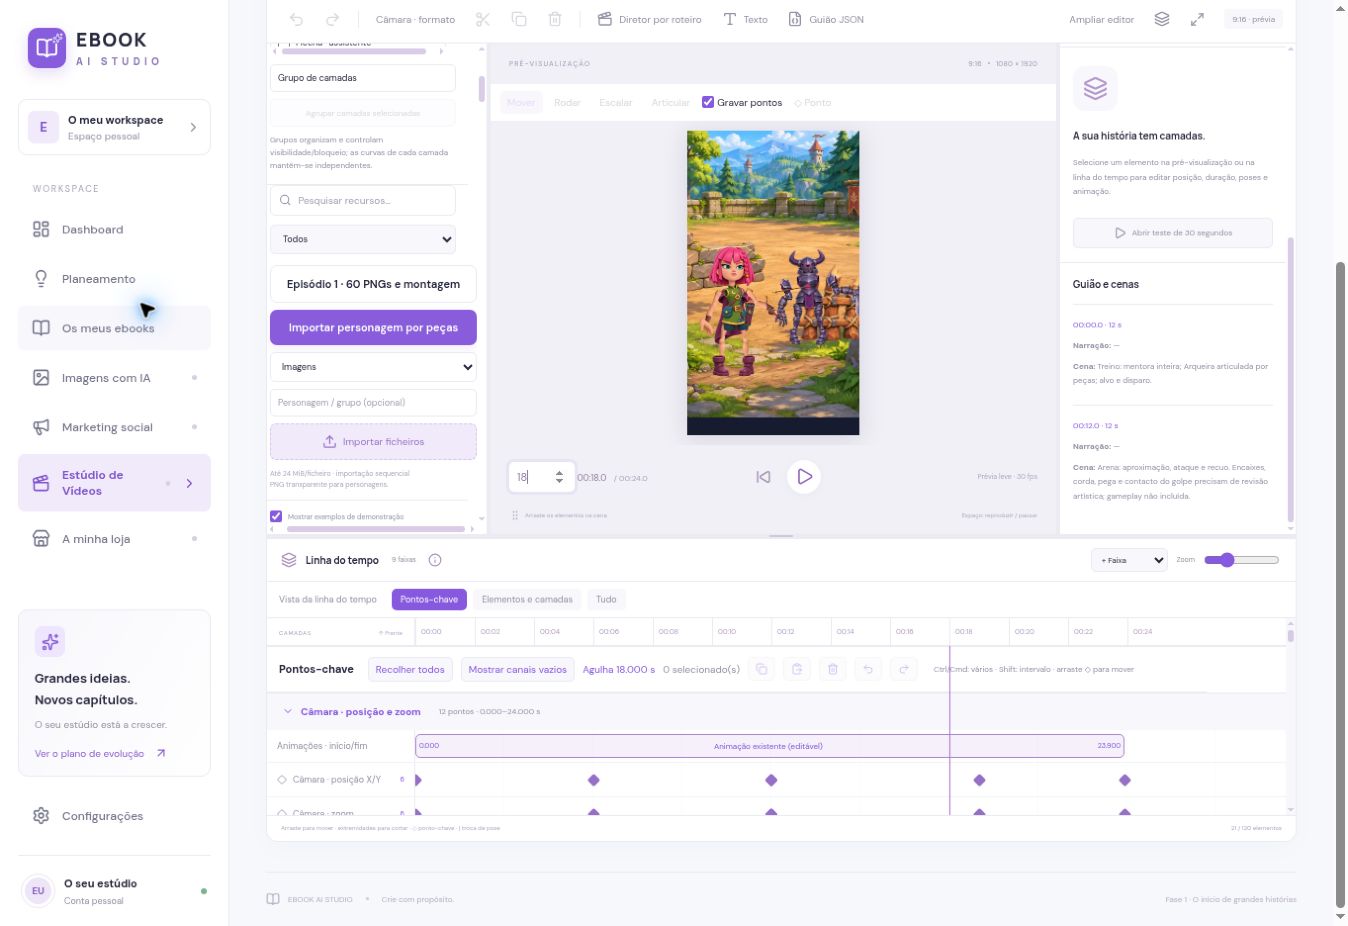 EBOOK
AI STUDIO
E
O meu workspace
Espaço pessoal
WORKSPACE
Dashboard
Planeamento
Os meus ebooks
Imagens com IA
Marketing social
Estúdio de
Vídeos
A minha loja
Grandes ideias.
Novos capítulos.
O seu estúdio está a crescer.
Ver o plano de evolução
Configurações
EU
O seu estúdio
Conta pessoal
Câmara · formato
Diretor por roteiro
Texto
Guião JSON
Ampliar editor
9:16 · prévia
Grupo de camadas
Agrupar camadas selecionadas
Grupos organizam e controlam
visibilidade/bloqueio; as curvas de cada camada
mantêm-se independentes.
Pesquisar recursos...
Todos
Episódio 1 · 60 PNGs e montagem
Importar personagem por peças
Imagens
Personagem / grupo (opcional)
Importar ficheiros
Até 24 MiB/ficheiro · importação sequencial
PNG transparente para personagens.
Mostrar exemplos de demonstração
PRÉ-VISUALIZAÇÃO
9:16 • 1080 × 1920
Mover
Rodar
Escalar
Articular
Gravar pontos
◇ Ponto
18
00:18.0 / 00:24.0
Prévia leve · 30 fps
Arraste os elementos na cena
Espaço: reproduzir / pausar
A sua história tem camadas.
Selecione um elemento na pré-visualização ou na
linha do tempo para editar posição, duração, poses e
animação.
Abrir teste de 30 segundos
Guião e cenas
00:00.0 · 12 s
Narração: —
Cena: Treino: mentora inteira; Arqueira articulada por
peças; alvo e disparo.
00:12.0 · 12 s
Narração: —
Cena: Arena: aproximação, ataque e recuo. Encaixes,
corda, pega e contacto do golpe precisam de revisão
artística; gameplay não incluída.
Linha do tempo
9 faixas
+ Faixa
Zoom
Vista da linha do tempo
Pontos-chave
Elementos e camadas
Tudo
CAMADAS
↑ Frente
00:00
00:02
00:04
00:06
00:08
00:10
00:12
00:14
00:16
00:18
00:20
00:22
00:24
Pontos-chave
Recolher todos
Mostrar canais vazios
Agulha 18.000 s
0 selecionado(s)
Ctrl/Cmd: vários · Shift: intervalo · arraste ◇ para mover
Câmara · posição e zoom
12 pontos · 0.000–24.000 s
Animações · início/fim
0.000
Animação existente (editável)
23.900
Câmara · posição X/Y
6
Câmara · zoom
6
Arraste para mover · extremidades para cortar · ◇ ponto-chave · | troca de pose
21 / 120 elementos
EBOOK AI STUDIO • Crie com propósito.
Fase 1 · O início de grandes histórias